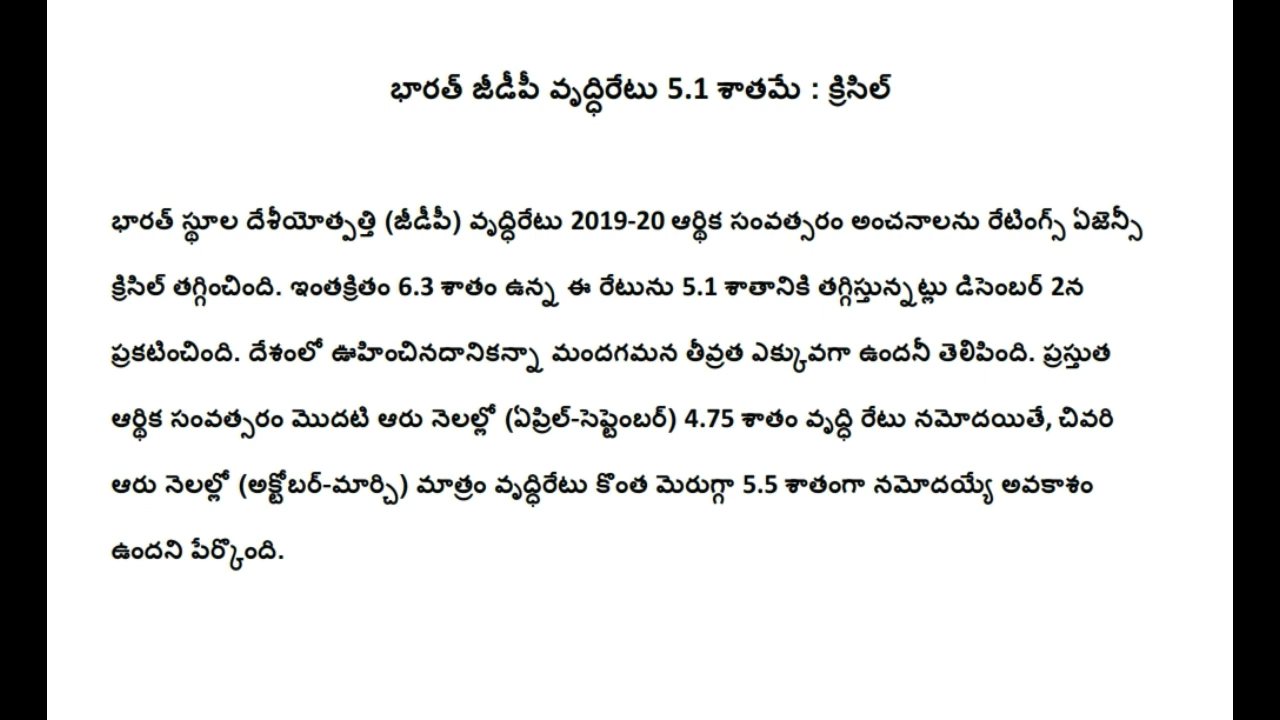 భారత్ జీడీపీ వృద్ధిరేటు 5.1 శాతమే : క్రిసిల్
భారత్ స్థూల దేశీయోత్పత్తి (జీడీపీ) వృద్ధిరేటు 2019-20 ఆర్థిక సంవత్సరం అంచనాలను రేటింగ్స్ ఏజెన్సీ
క్రిసిల్ తగ్గించింది. ఇంతక్రితం 6.3 శాతం ఉన్న ఈ రేటును 5.1 శాతానికి తగ్గిస్తున్నట్లు డిసెంబర్ 2న
ప్రకటించింది. దేశంలో ఊహించినదానికన్నా మందగమన తీవ్రత ఎక్కువగా ఉందనీ తెలిపింది. ప్రస్తుత
ఆర్థిక సంవత్సరం మొదటి ఆరు నెలల్లో (ఏప్రిల్-సెప్టెంబర్) 4.75 శాతం వృద్ధి రేటు నమోదయితే, చివరి
ఆరు నెలల్లో (అక్టోబర్-మార్చి) మాత్రం వృద్ధిరేటు కొంత మెరుగ్గా 5.5 శాతంగా నమోదయ్యే అవకాశం
ఉందని పేర్కొంది.